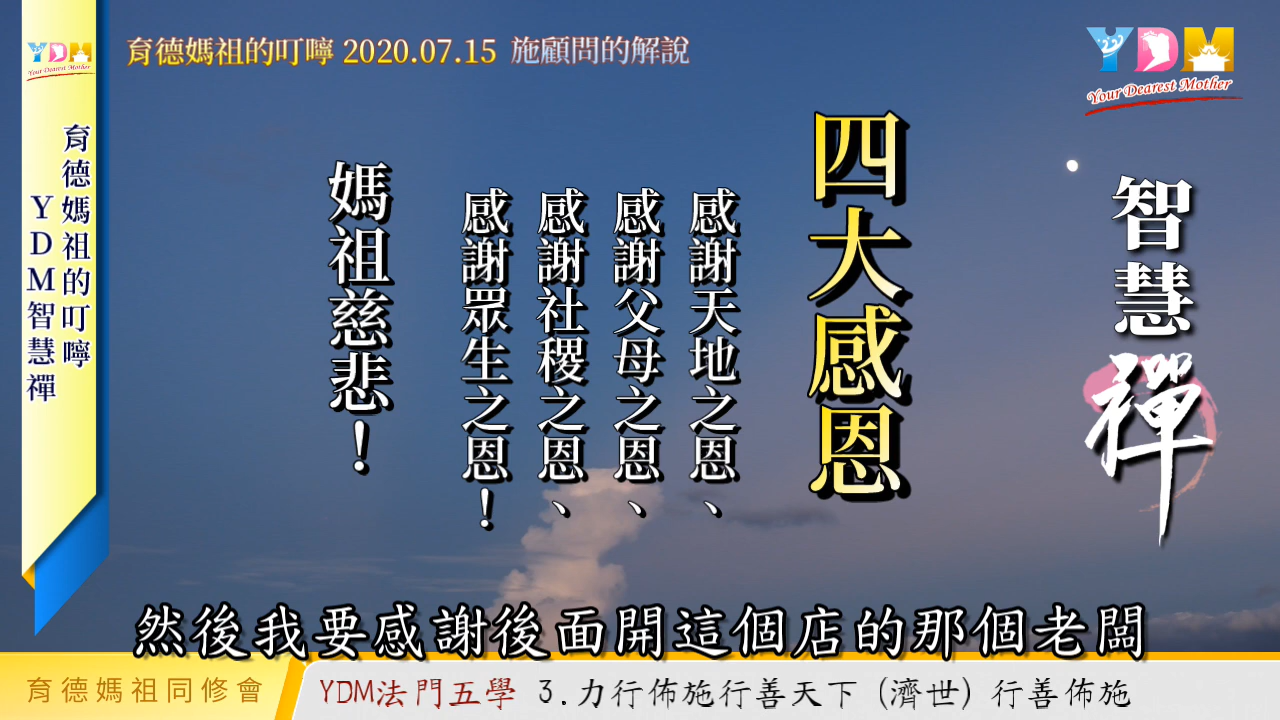 育德媽祖的叮嚀 2020.07.15 施顧問的解說
YDM
Your Dearest Mother
智慧禪
四大感恩
感謝天地之恩、
感謝父母之恩、
感謝社稷之恩、
感謝眾生之恩！
媽祖慈悲！
YDM
Your Dearest Mother
育德媽祖的叮嚀
YDM智慧禪
然後我要感謝後面開這個店的那個老闆
育德媽祖同修會
YDM法門五學 3.力行佈施行善天下 (濟世) 行善佈施